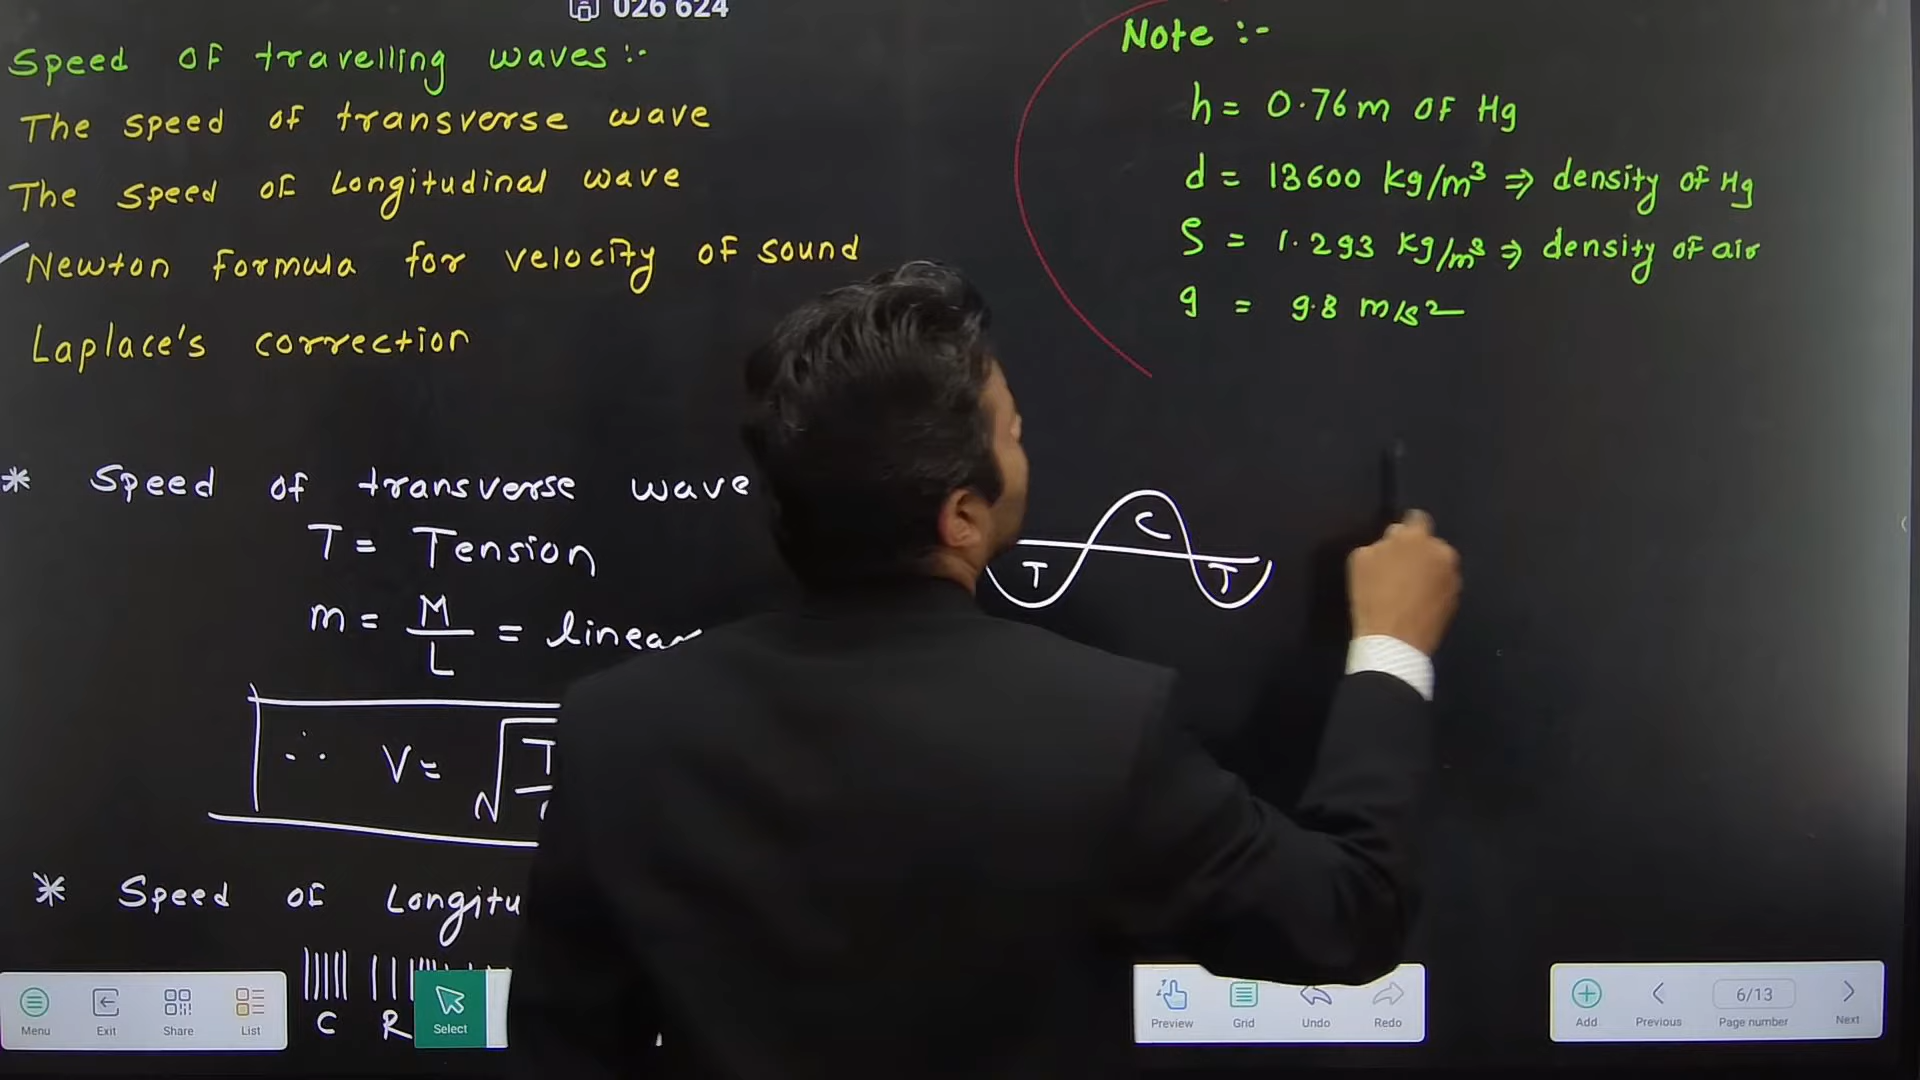 026 624
Speed of travelling waves:-
The speed of transverse wave
The speed of Longitudinal wave
Newton formula for velocity of sound
Laplace's correction
* Speed of transverse wave
T = Tension
m = M/L = linear
∴ V = √T
* Speed of Longitu
C R
Note :-
h = 0.76m of Hg
d = 13600 kg/m³ ⇒ density of Hg
ρ = 1.293 kg/m³ ⇒ density of air
g = 9.8 m/s²
T C T
Menu Exit Share List Select Preview Grid Undo Redo Add Previous 6/13 Page number Next